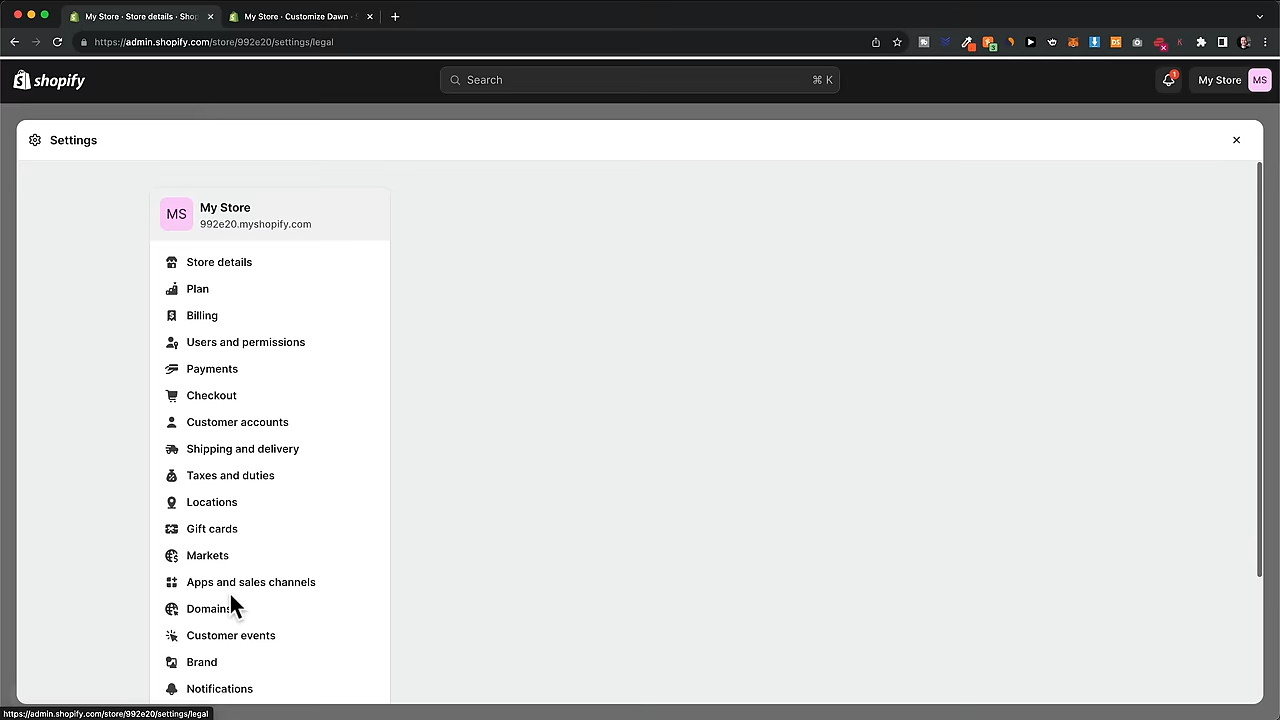 My Store · Store details · Shop
My Store · Customize Dawn ·
https://admin.shopify.com/store/992e20/settings/legal
shopify
Search
⌘ K
1
My Store
MS
Settings
MS
My Store
992e20.myshopify.com
Store details
Plan
Billing
Users and permissions
Payments
Checkout
Customer accounts
Shipping and delivery
Taxes and duties
Locations
Gift cards
Markets
Apps and sales channels
Domains
Customer events
Brand
Notifications
https://admin.shopify.com/store/992e20/settings/legal